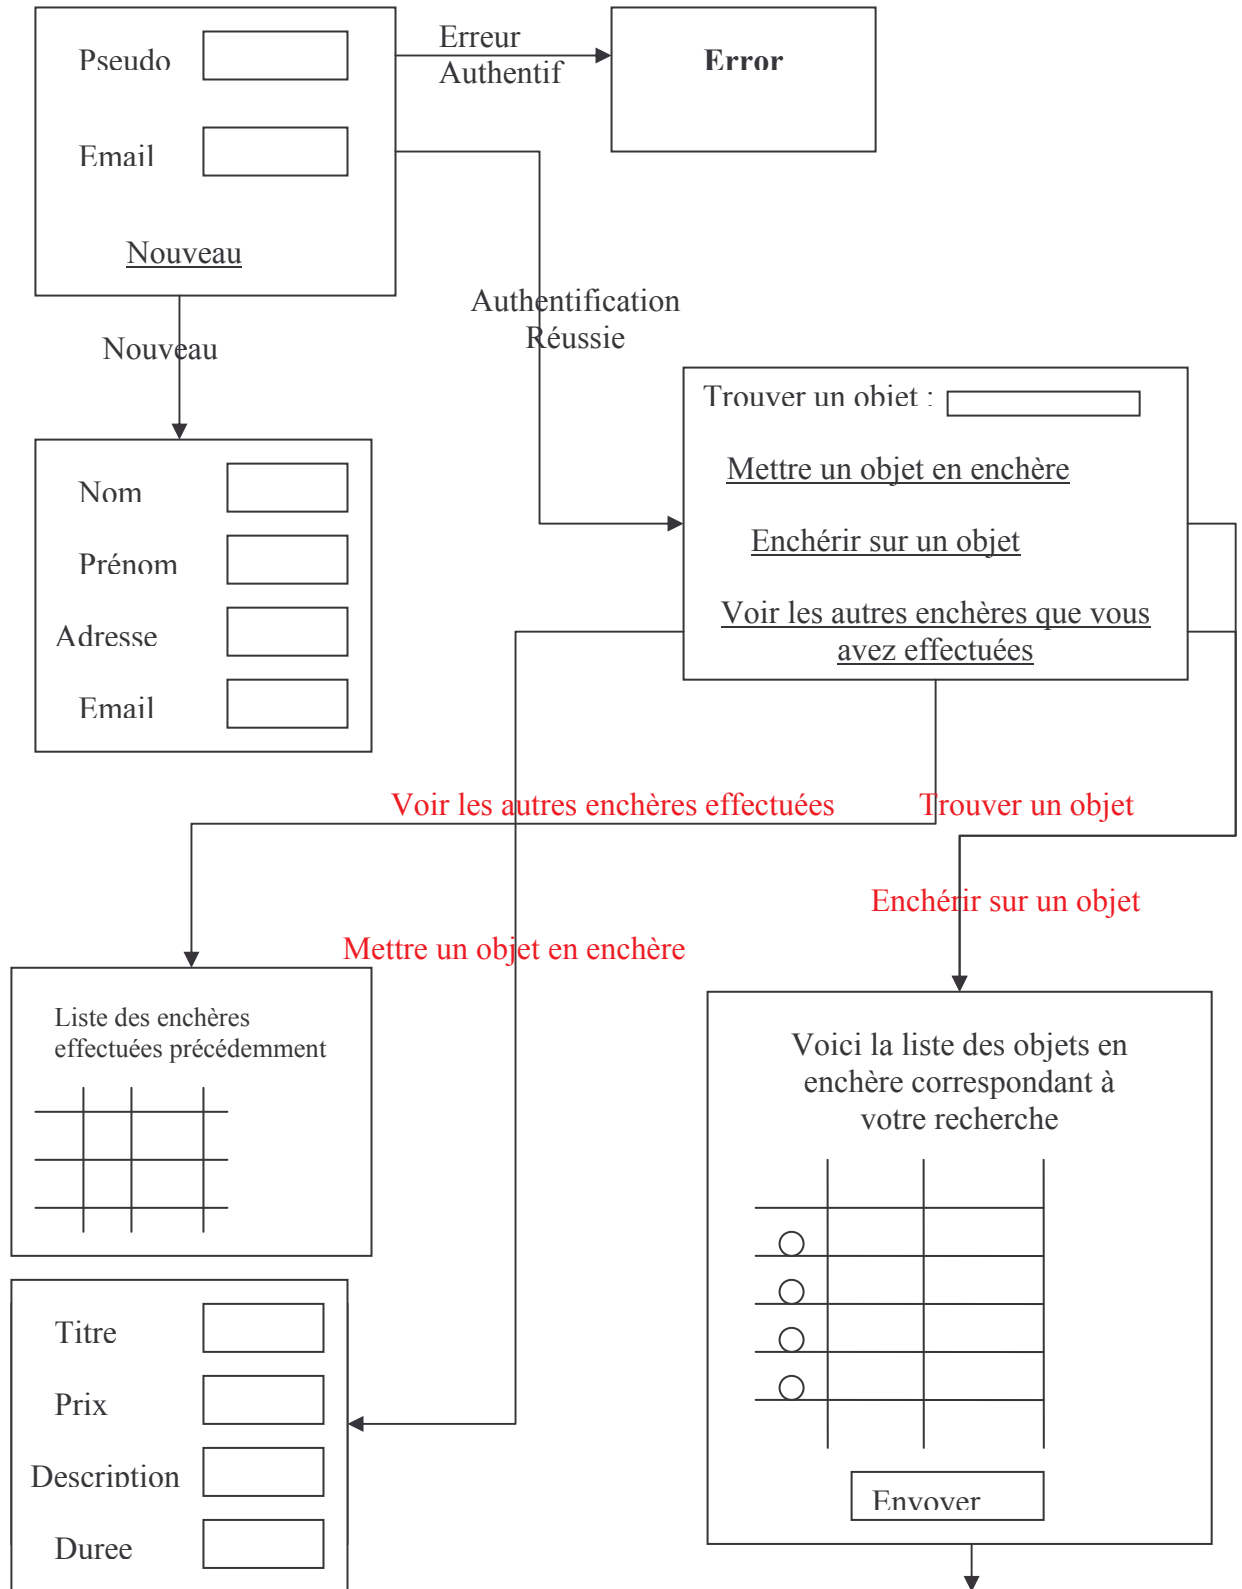 Pseudo
Erreur
Authentif
Error
Email
Nouveau
Authentification
Réussie
Nouveau
Trouver un objet :
Mettre un objet en enchère
Enchérir sur un objet
Voir les autres enchères que vous
avez effectuées
Nom
Prénom
Adresse
Email
Voir les autres enchères effectuées
Trouver un objet
Enchérir sur un objet
Mettre un objet en enchère
Liste des enchères
effectuées précédemment
Voici la liste des objets en
enchère correspondant à
votre recherche
Envoyer
Titre
Prix
Description
Duree